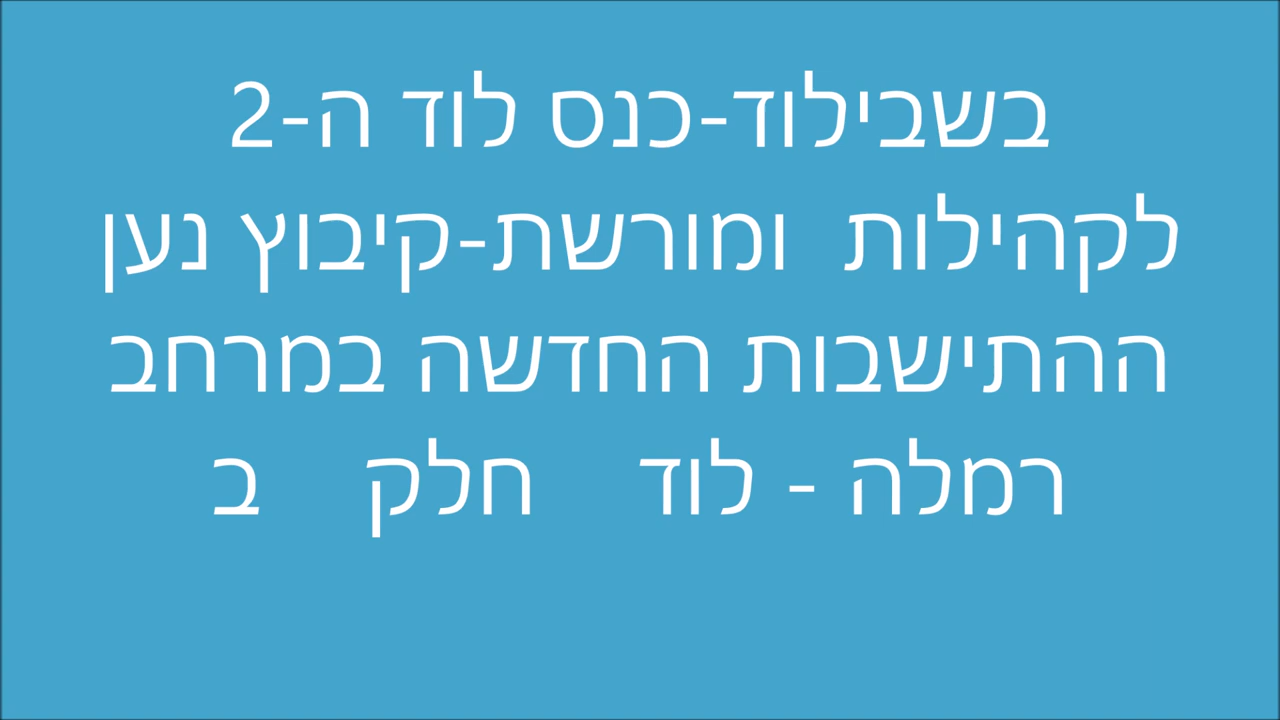 בשבילוד-כנס לוד ה-2
לקהילות ומורשת-קיבוץ נען
ההתישבות החדשה במרחב
רמלה - לוד חלק ב